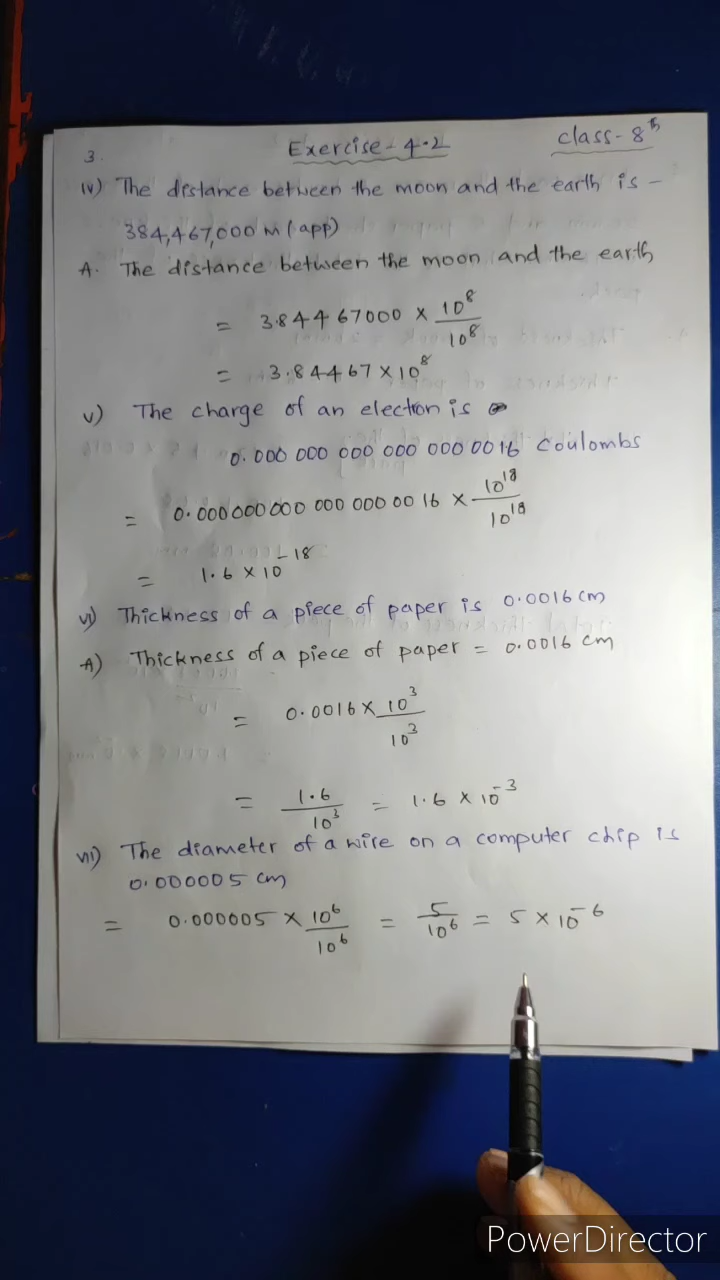 3. Exercise - 4.2 class - 8th
iv) The distance between the moon and the earth is -
384,467,000 M (app)
A. The distance between the moon and the earth
= 3.844 67000 × 10^8 / 10^8
= 3.84467 × 10^8
v) The charge of an electron is
0.000 000 000 000 000 0016 Coulombs
= 0.000000000 000 000 00 16 × 10^18 / 10^18
= 1.6 × 10^-18
vi) Thickness of a piece of paper is 0.0016 cm
A) Thickness of a piece of paper = 0.0016 cm
= 0.0016 × 10^3 / 10^3
= 1.6 / 10^3 = 1.6 × 10^-3
vii) The diameter of a wire on a computer chip is
0.000005 cm
= 0.000005 × 10^6 / 10^6 = 5 / 10^6 = 5 × 10^-6
PowerDirector